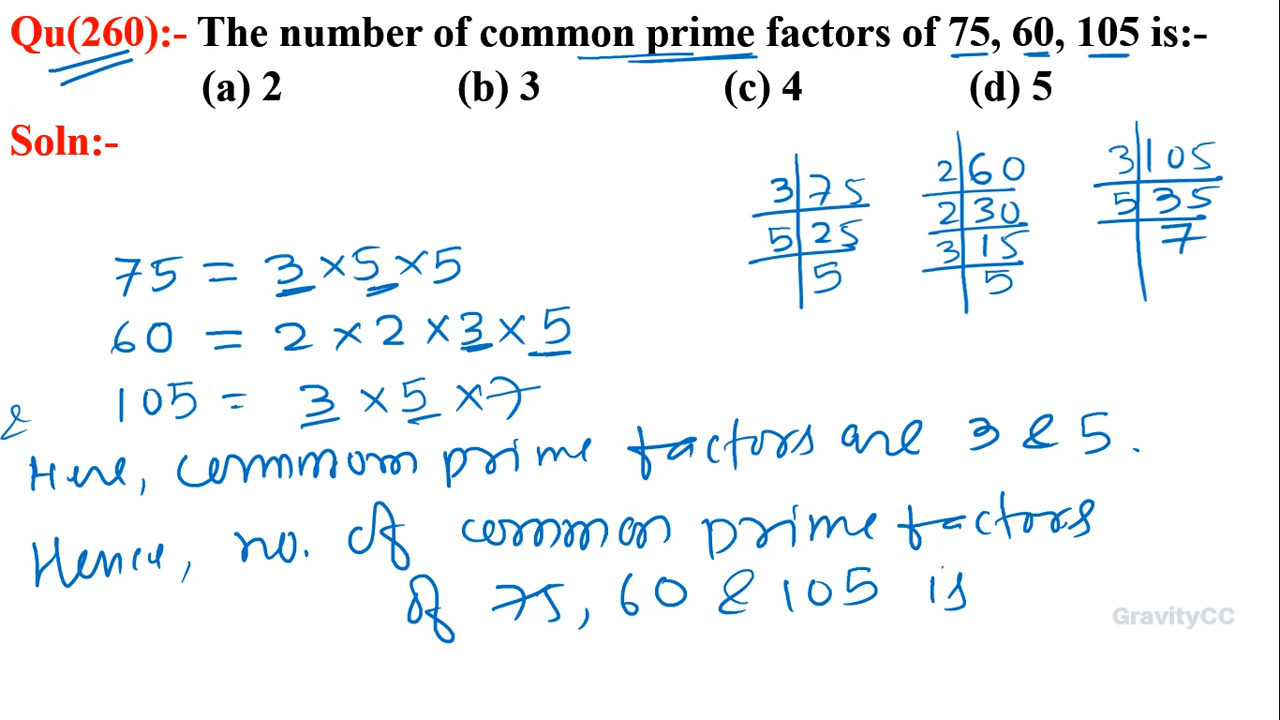 Qu(260):- The number of common prime factors of 75, 60, 105 is:-
(a) 2 (b) 3 (c) 4 (d) 5
Soln:-
3 75
5 25
5
2 60
2 30
3 15
5
3 105
5 35
7
75 = 3 × 5 × 5
60 = 2 × 2 × 3 × 5
& 105 = 3 × 5 × 7
Here, common prime factors are 3 & 5.
Hence, no. of common prime factors
of 75, 60 & 105 is
GravityCC